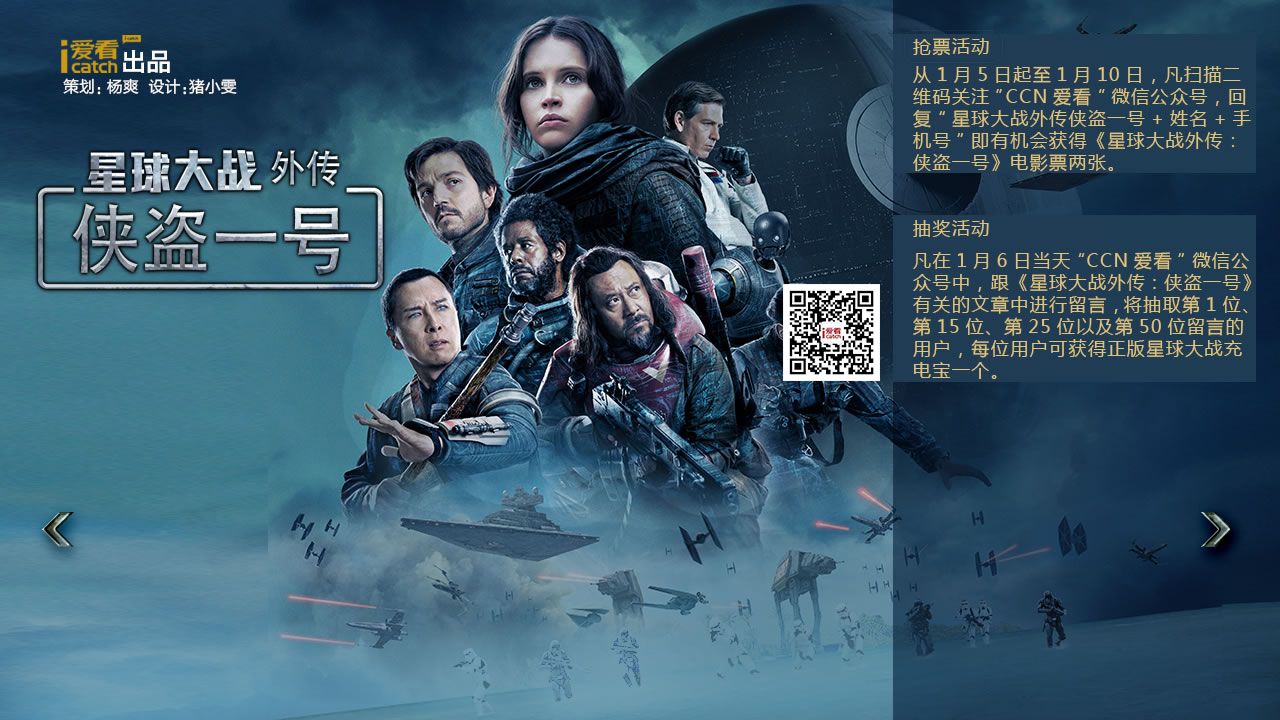 i爱看出品
catch
策划：杨爽 设计：猪小雯
星球大战 外传
侠盗一号
抢票活动
从 1 月 5 日起至 1 月 10 日，凡扫描二
维码关注 ”CCN 爱看 “ 微信公众号，回
复 “ 星球大战外传侠盗一号 + 姓名 + 手
机号 ” 即有机会获得《星球大战外传：
侠盗一号》电影票两张。
抽奖活动
凡在 1 月 6 日当天 “CCN 爱看 ” 微信公
众号中，跟《星球大战外传：侠盗一号》
有关的文章中进行留言，将抽取第 1 位、
第 15 位、第 25 位以及第 50 位留言的
用户，每位用户可获得正版星球大战充
电宝一个。
i爱看
catch